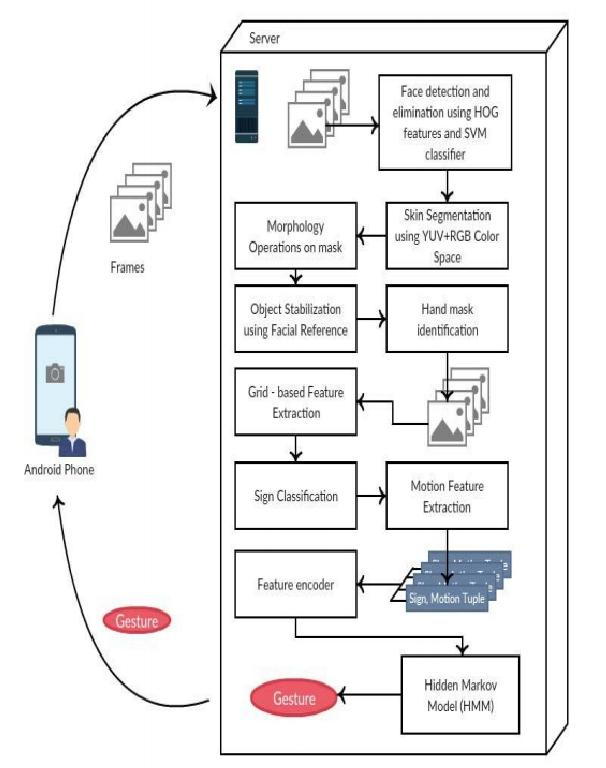 Server
Face detection and
elimination using HOG
features and SVM
classifier
Skin Segmentation
using YUV+RGB Color
Space
Morphology
Operations on mask
Object Stabilization
using Facial Reference
Hand mask
identification
Grid - based Feature
Extraction
Sign Classification
Motion Feature
Extraction
Sign, Motion Tuple
Feature encoder
Hidden Markov
Model (HMM)
Gesture
Frames
Android Phone
Gesture